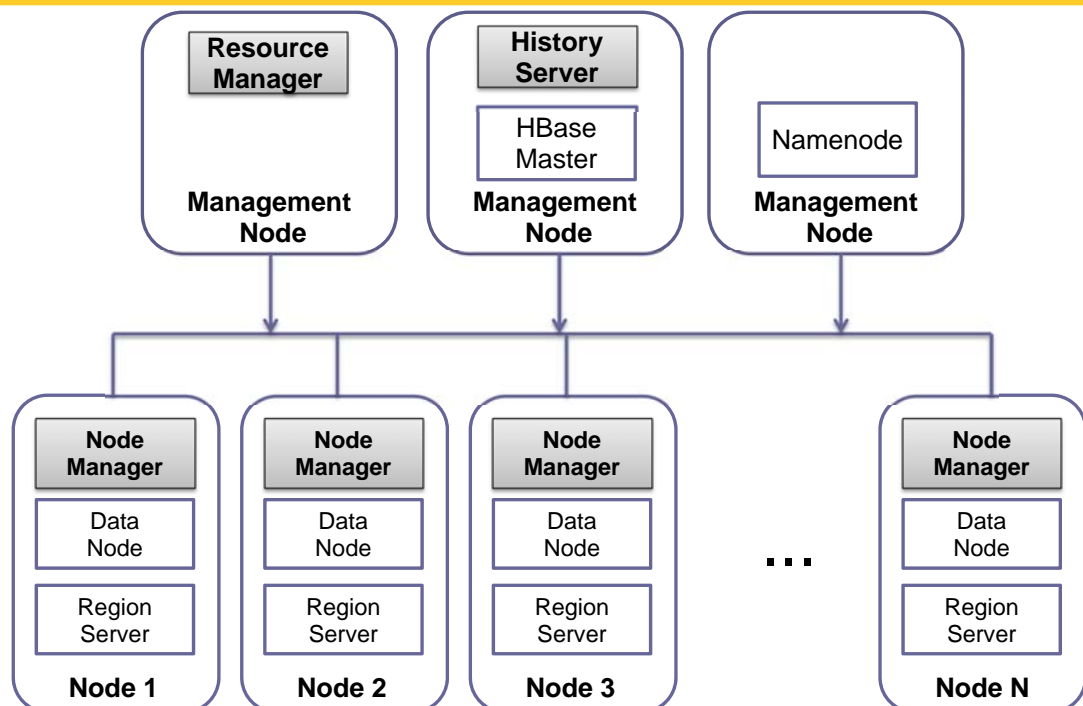 Resource
Manager
Management
Node
History
Server
HBase
Master
Management
Node
Namenode
Management
Node
Node
Manager
Data
Node
Region
Server
Node 1
Node
Manager
Data
Node
Region
Server
Node 2
Node
Manager
Data
Node
Region
Server
Node 3
...
Node
Manager
Data
Node
Region
Server
Node N